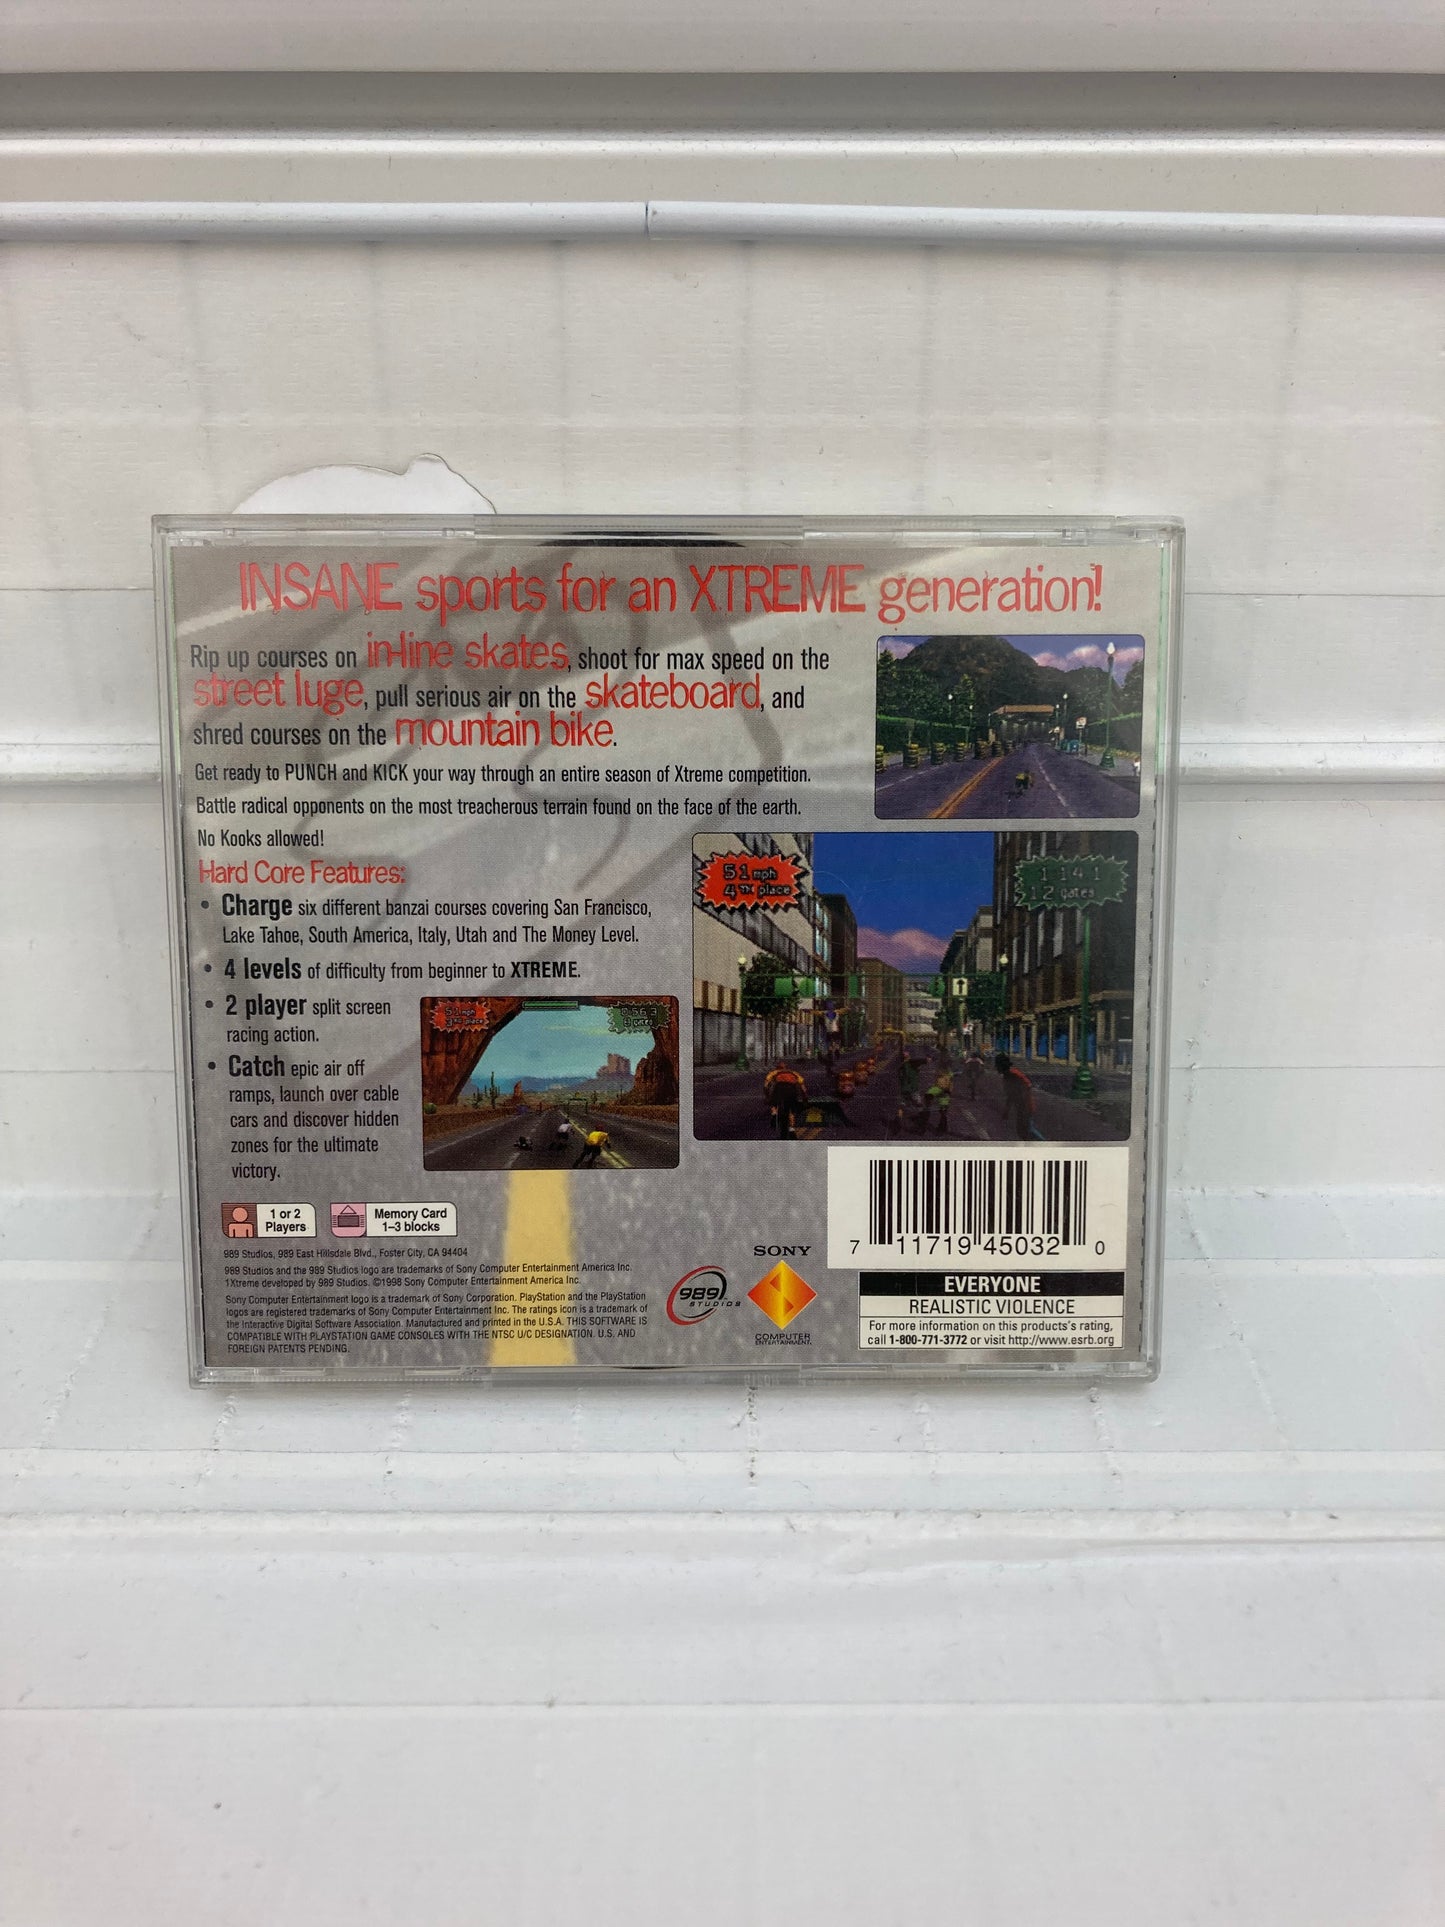 INSANE sports for an XTREME generation!
Rip up courses on in-line skates, shoot for max speed on the
street luge, pull serious air on the skateboard, and
shred courses on the mountain bike.
Get ready to PUNCH and KICK your way through an entire season of Xtreme competition.
Battle radical opponents on the most treacherous terrain found on the face of the earth.
No Kooks allowed!
Hard Core Features:
• Charge six different banzai courses covering San Francisco,
Lake Tahoe, South America, Italy, Utah and The Money Level.
• 4 levels of difficulty from beginner to XTREME.
• 2 player split screen
racing action.
• Catch epic air off
ramps, launch over cable
cars and discover hidden
zones for the ultimate
victory.
51 mph
4TH place
1141
12 gates
51 mph
place
0563
gates
1 or 2
Players
Memory Card
1–3 blocks
989 Studios, 989 East Hillsdale Blvd., Foster City, CA 94404
989 Studios and the 989 Studios logo are trademarks of Sony Computer Entertainment America Inc.
1Xtreme developed by 989 Studios. ©1998 Sony Computer Entertainment America Inc.
Sony Computer Entertainment logo is a trademark of Sony Corporation. PlayStation and the PlayStation
logos are registered trademarks of Sony Computer Entertainment Inc. The ratings icon is a trademark of
the Interactive Digital Software Association. Manufactured and printed in the U.S.A. THIS SOFTWARE IS
COMPATIBLE WITH PLAYSTATION GAME CONSOLES WITH THE NTSC U/C DESIGNATION. U.S. AND
FOREIGN PATENTS PENDING.
989
STUDIOS
SONY
COMPUTER
ENTERTAINMENT
7 11719 45032 0
EVERYONE
REALISTIC VIOLENCE
For more information on this products's rating,
call 1-800-771-3772 or visit http://www.esrb.org